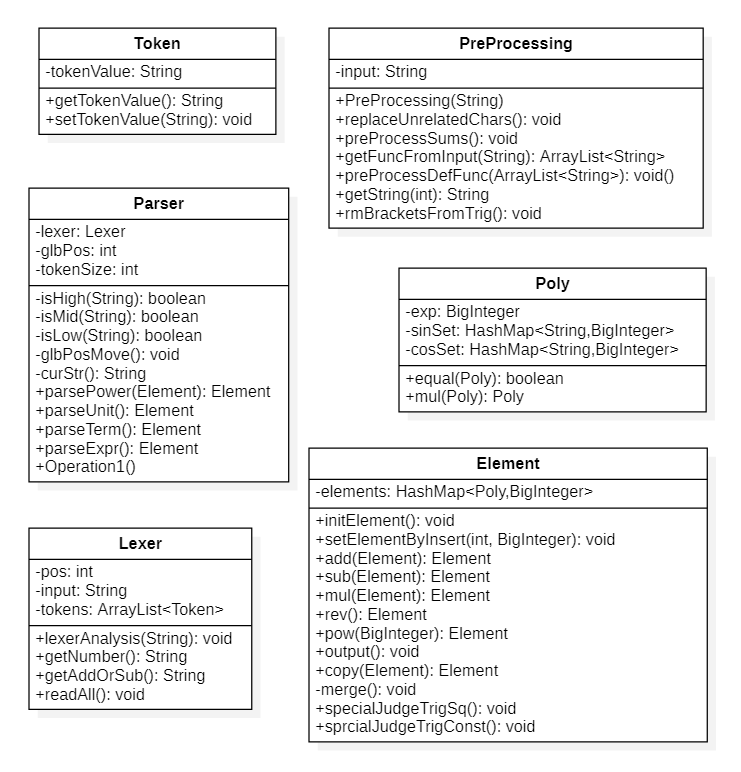 Token
-tokenValue: String
+getTokenValue(): String
+setTokenValue(String): void
PreProcessing
-input: String
+PreProcessing(String)
+replaceUnrelatedChars(): void
+preProcessSums(): void
+getFuncFromInput(String): ArrayList<String>
+preProcessDefFunc(ArrayList<String>): void()
+getString(int): String
+rmBracketsFromTrig(): void
Parser
-lexer: Lexer
-glbPos: int
-tokenSize: int
-isHigh(String): boolean
-isMid(String): boolean
-isLow(String): boolean
-glbPosMove(): void
-curStr(): String
+parsePower(Element): Element
+parseUnit(): Element
+parseTerm(): Element
+parseExpr(): Element
+Operation1()
Poly
-exp: BigInteger
-sinSet: HashMap<String,BigInteger>
-cosSet: HashMap<String,BigInteger>
+equal(Poly): boolean
+mul(Poly): Poly
Element
-elements: HashMap<Poly,BigInteger>
+initElement(): void
+setElementByInsert(int, BigInteger): void
+add(Element): Element
+sub(Element): Element
+mul(Element): Element
+rev(): Element
+pow(BigInteger): Element
+output(): void
+copy(Element): Element
-merge(): void
+specialJudgeTrigSq(): void
+sprcialJudgeTrigConst(): void
Lexer
-pos: int
-input: String
-tokens: ArrayList<Token>
+lexerAnalysis(String): void
+getNumber(): String
+getAddOrSub(): String
+readAll(): void